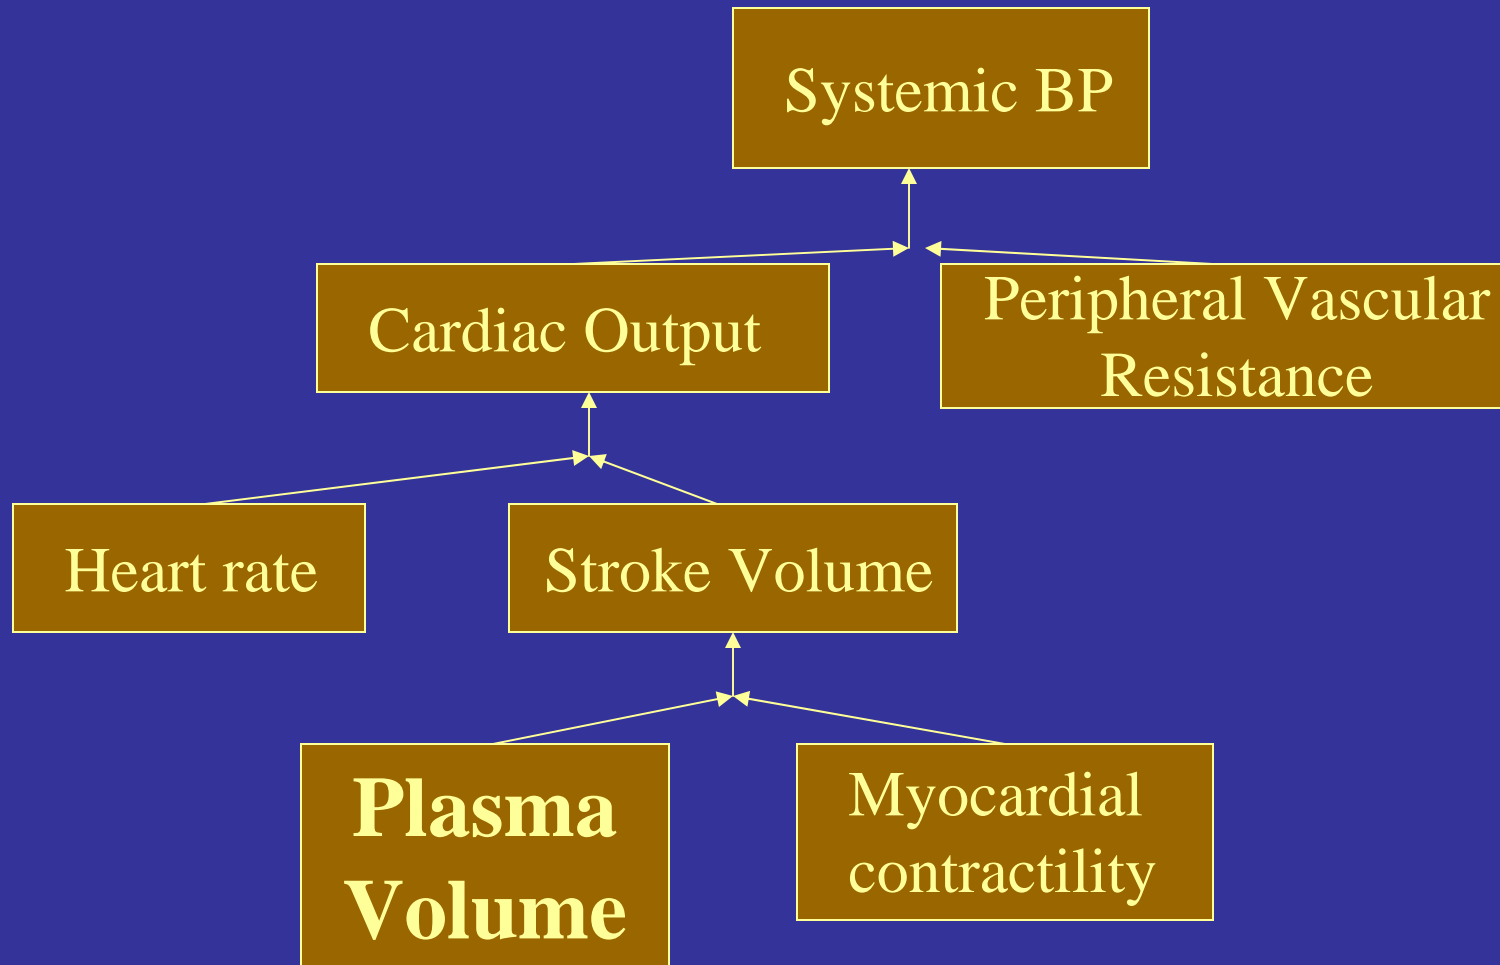 Systemic BP
Cardiac Output
Peripheral Vascular
Resistance
Heart rate
Stroke Volume
Plasma
Volume
Myocardial
contractility